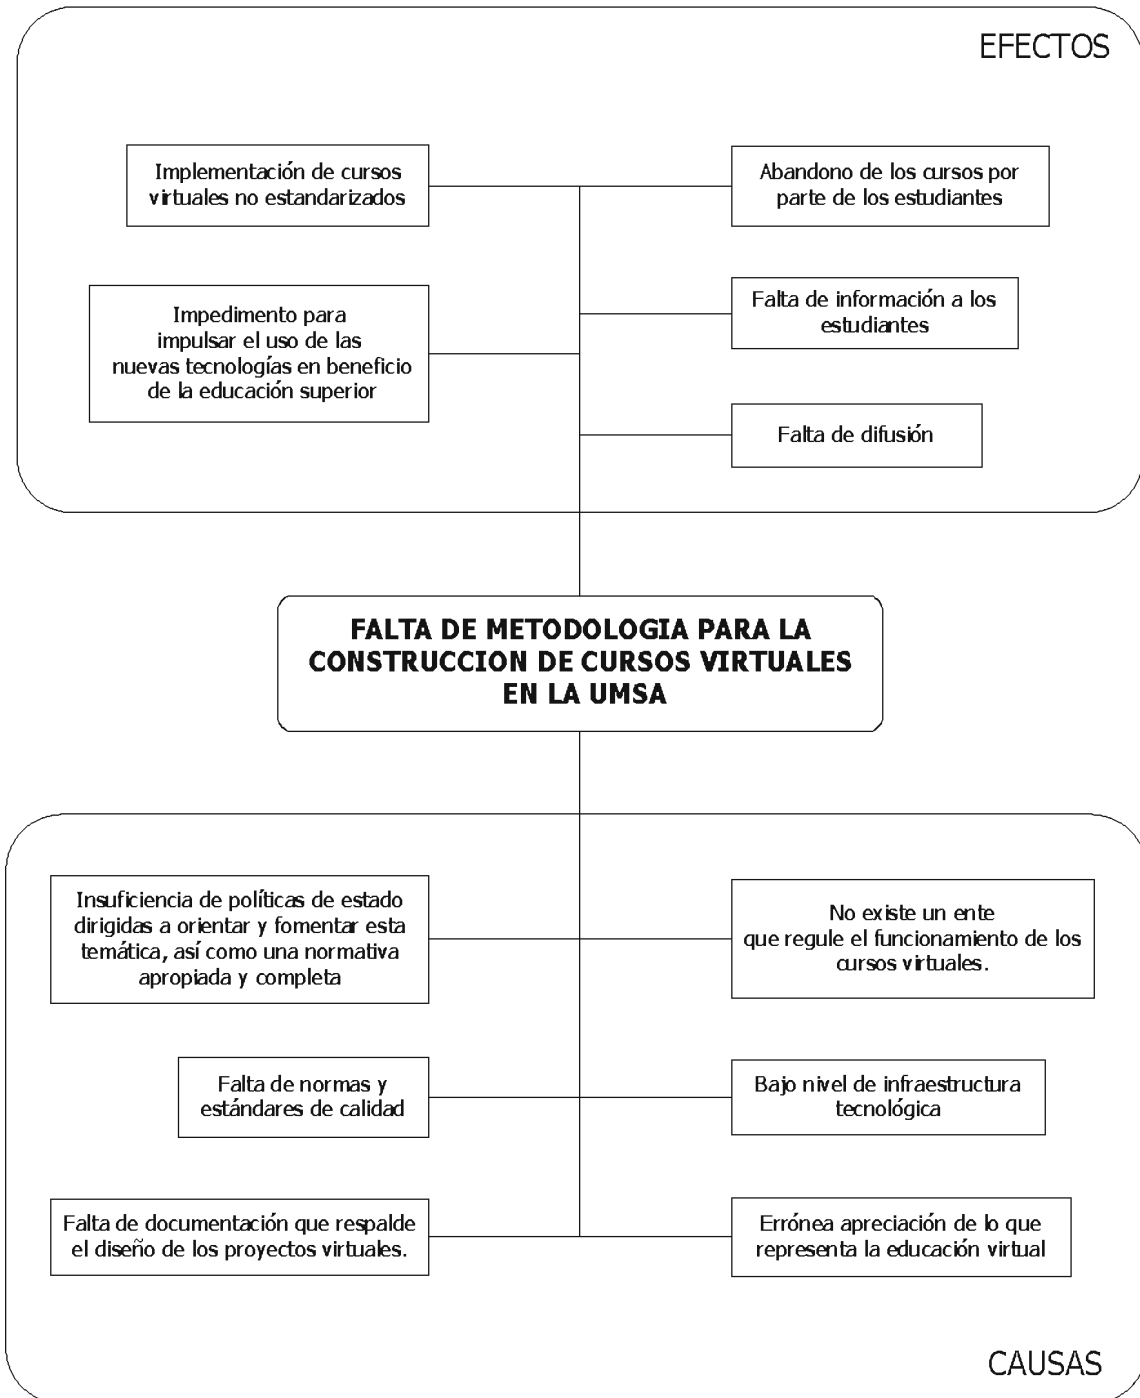 EFECTOS
Implementación de cursos
virtuales no estandarizados
Abandono de los cursos por
parte de los estudiantes
Impedimento para
impulsar el uso de las
nuevas tecnologías en beneficio
de la educación superior
Falta de información a los
estudiantes
Falta de difusión
FALTA DE METODOLOGIA PARA LA
CONSTRUCCION DE CURSOS VIRTUALES
EN LA UMSA
Insuficiencia de políticas de estado
dirigidas a orientar y fomentar esta
temática, así como una normativa
apropiada y completa
No existe un ente
que regule el funcionamiento de los
cursos virtuales.
Falta de normas y
estándares de calidad
Bajo nivel de infraestructura
tecnológica
Falta de documentación que respalde
el diseño de los proyectos virtuales.
Errónea apreciación de lo que
representa la educación virtual
CAUSAS